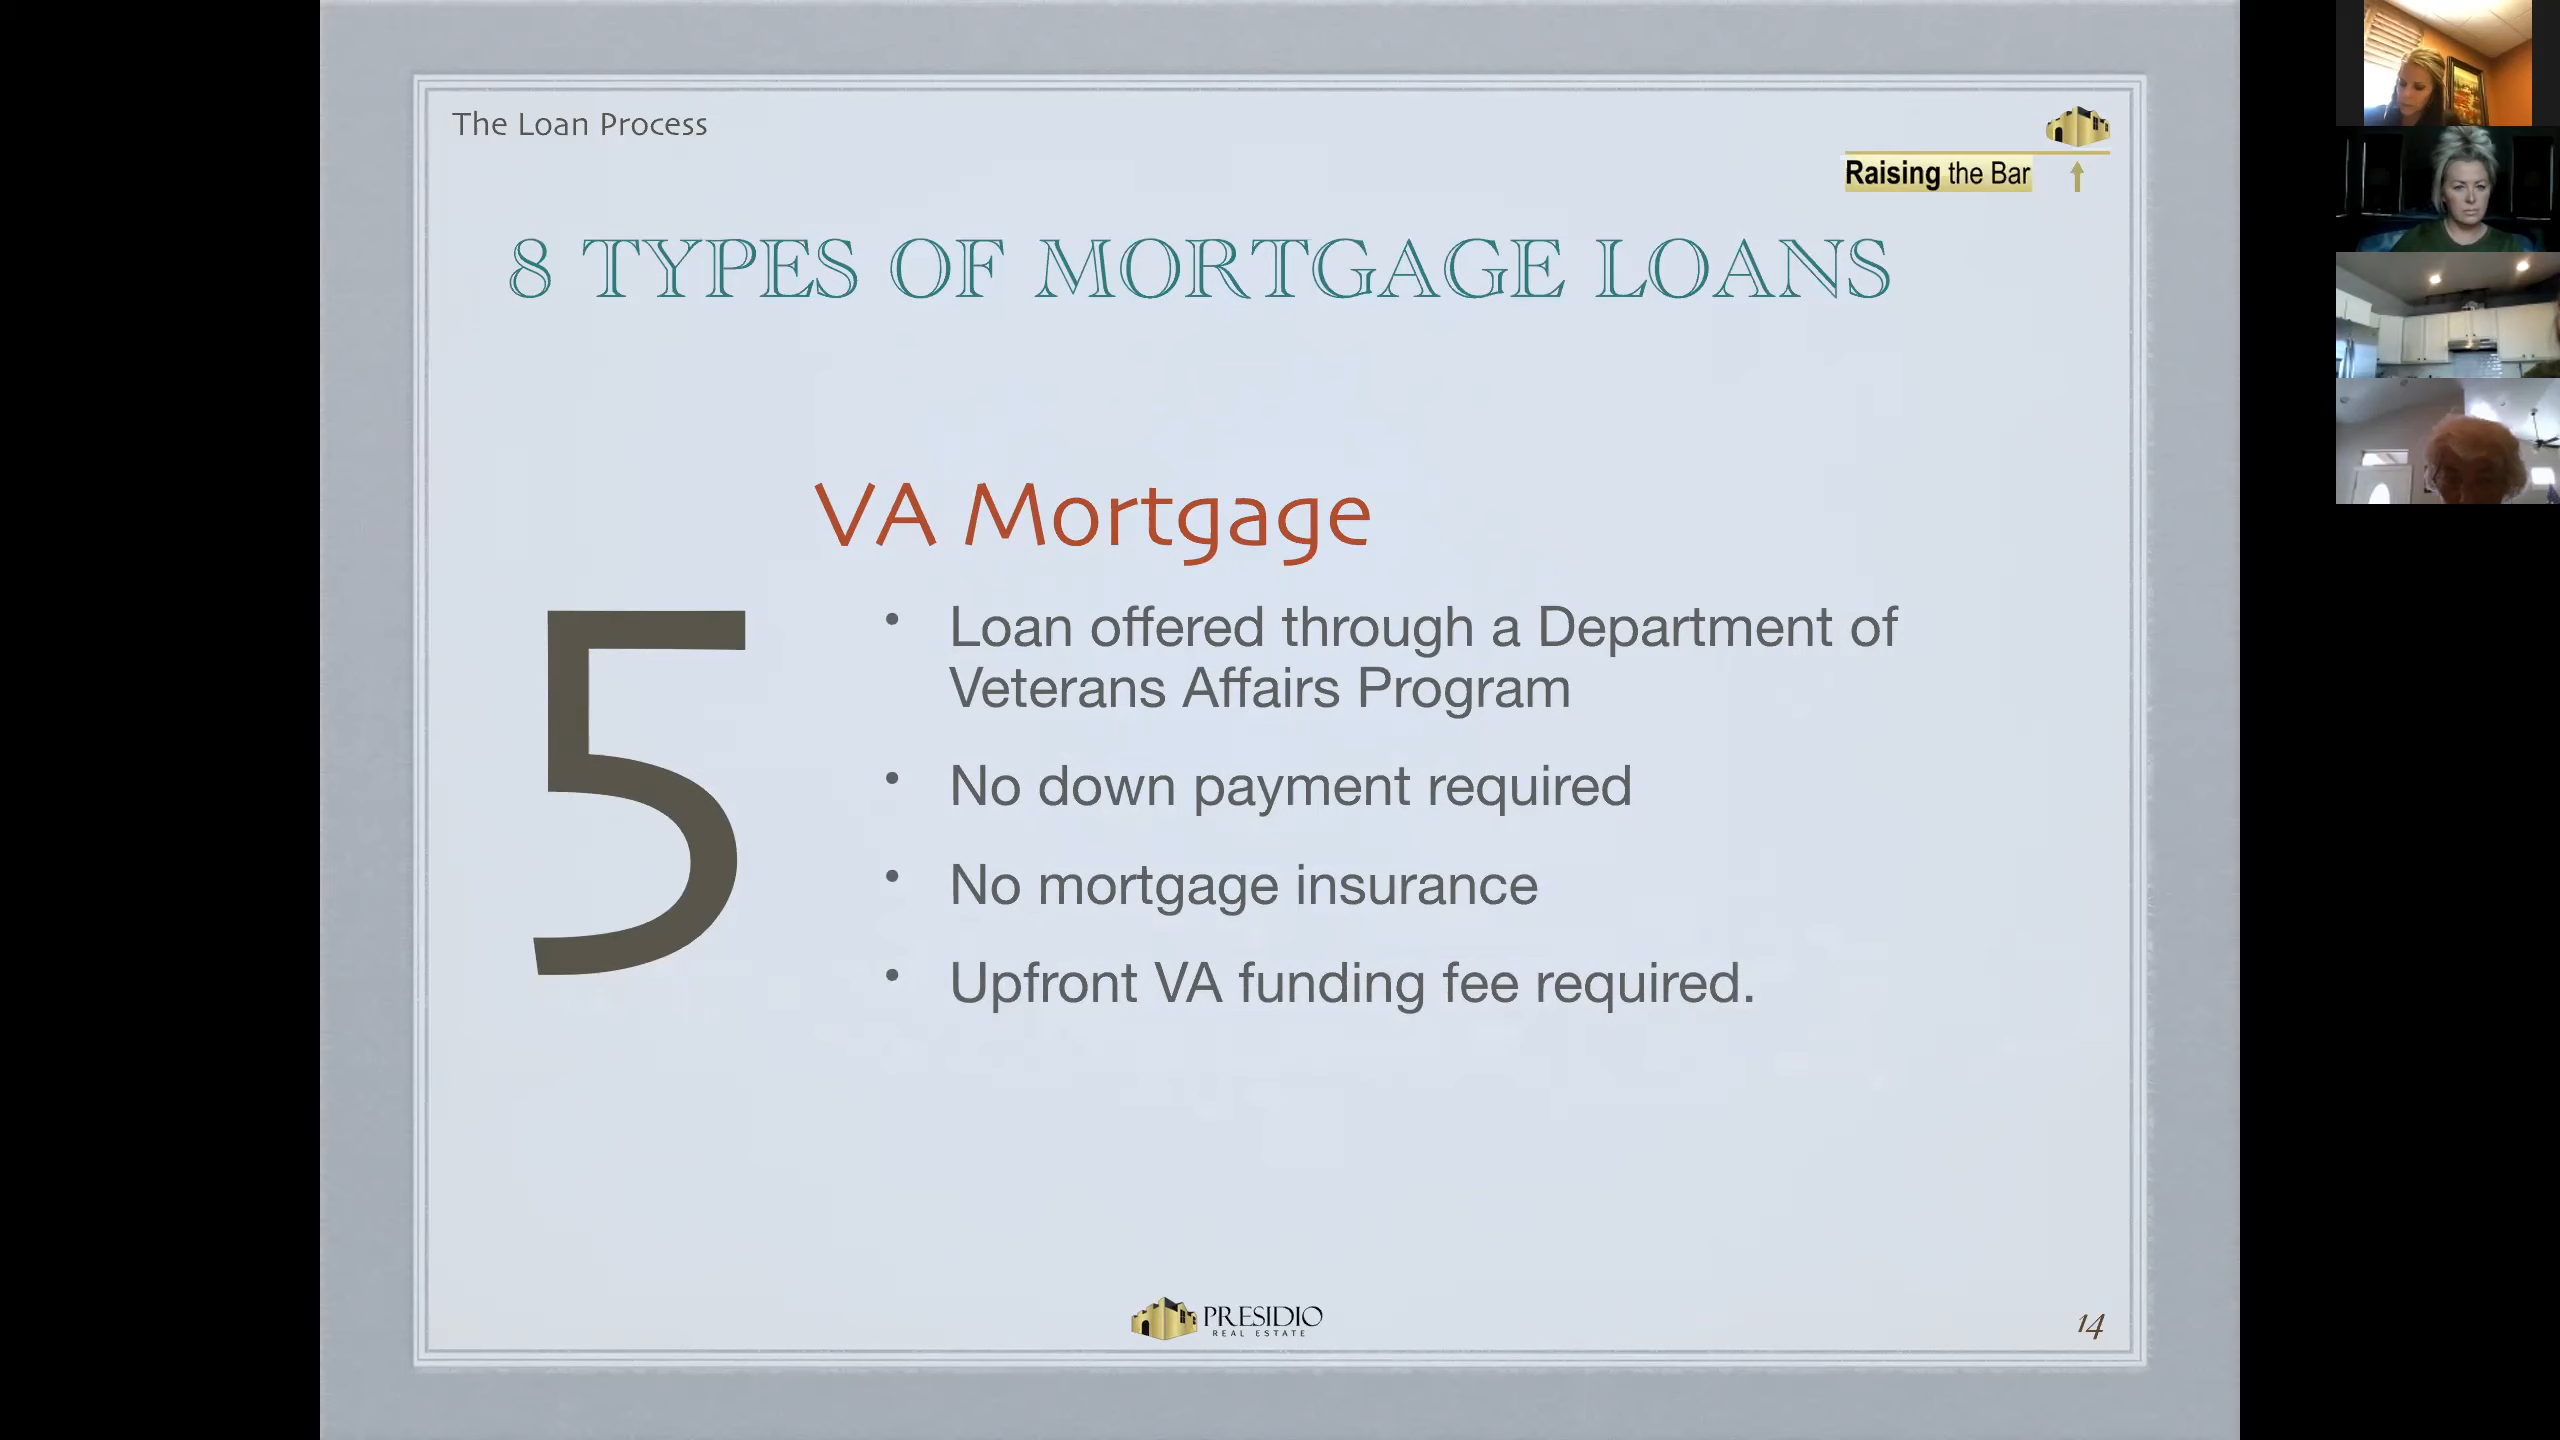 The Loan Process
Raising the Bar
8 TYPES OF MORTGAGE LOANS
VA Mortgage
5
• Loan offered through a Department of
Veterans Affairs Program
• No down payment required
• No mortgage insurance
• Upfront VA funding fee required.
PRESIDIO
REAL ESTATE
14